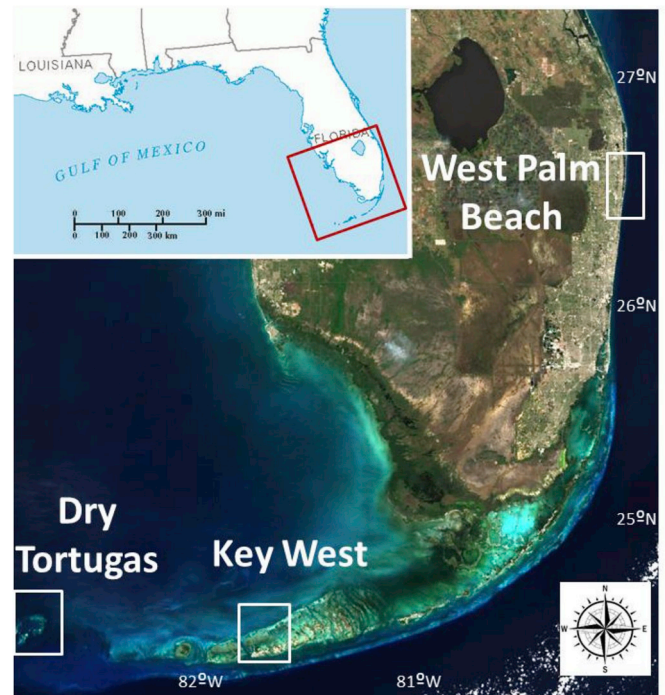 LOUISIANA
FLORIDA
GULF OF MEXICO
0 100 200 300 mi
0 100 200 300 km
27ºN
West Palm
Beach
26ºN
25ºN
Dry
Tortugas
Key West
N
W E
S
82ºW
81ºW